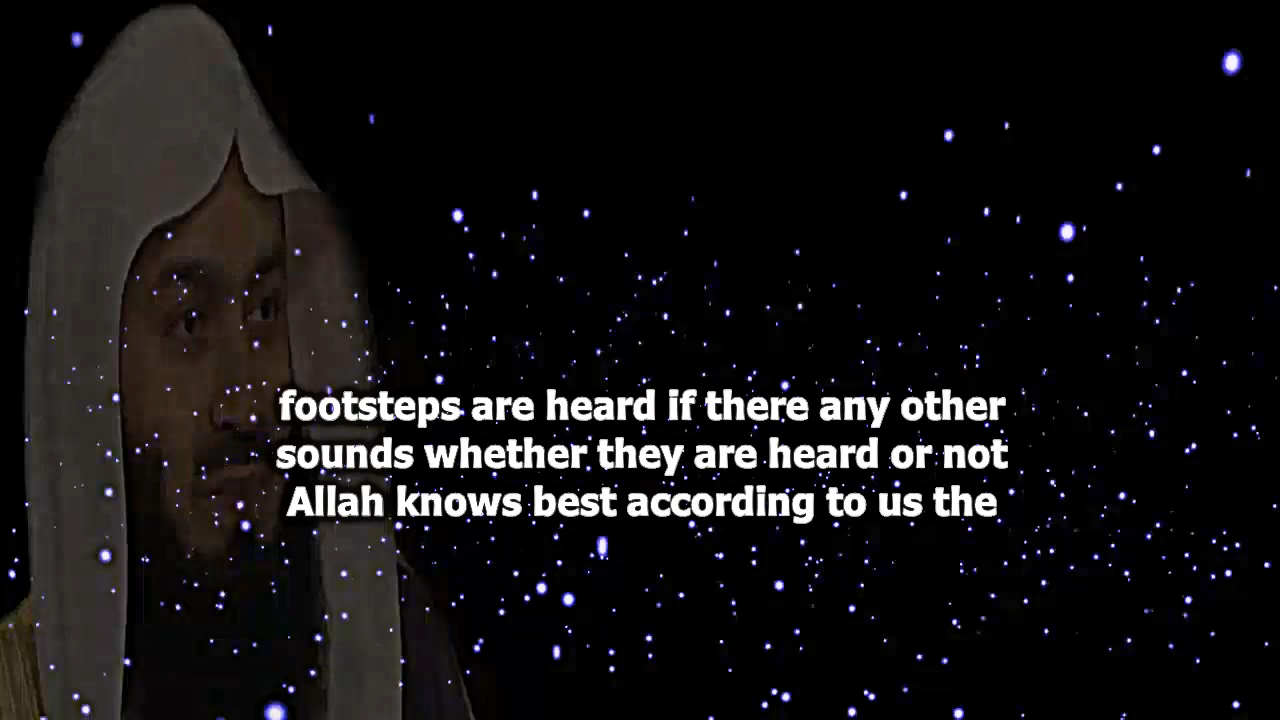 footsteps are heard if there any other
sounds whether they are heard or not
Allah knows best according to us the